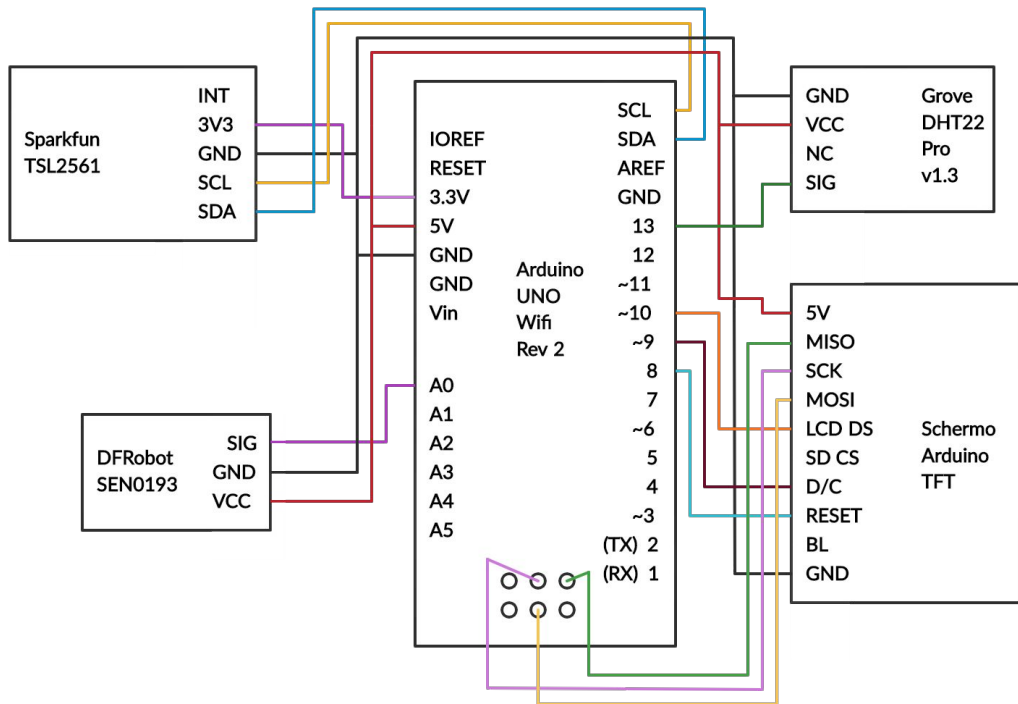 INT
3V3
GND
SCL
SDA
Sparkfun
TSL2561
SIG
GND
VCC
DFRobot
SEN0193
IOREF
RESET
3.3V
5V
GND
GND
Vin
A0
A1
A2
A3
A4
A5
Arduino
UNO
Wifi
Rev 2
SCL
SDA
AREF
GND
13
12
~11
~10
~9
8
7
~6
5
4
~3
(TX) 2
(RX) 1
GND
VCC
NC
SIG
Grove
DHT22
Pro
v1.3
5V
MISO
SCK
MOSI
LCD DS
SD CS
D/C
RESET
BL
GND
Schermo
Arduino
TFT